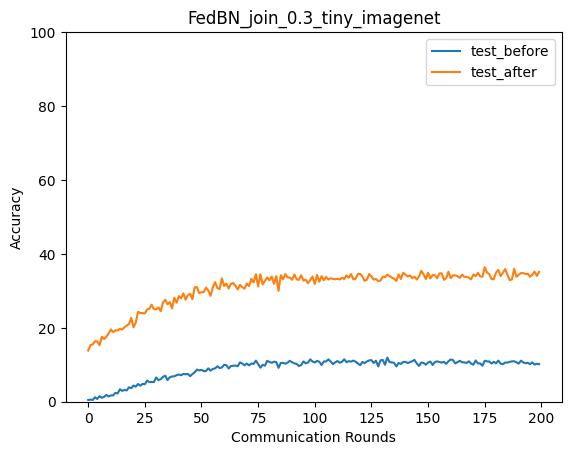 FedBN_join_0.3_tiny_imagenet
100
80
60
40
20
0
Accuracy
test_before
test_after
0 25 50 75 100 125 150 175 200
Communication Rounds